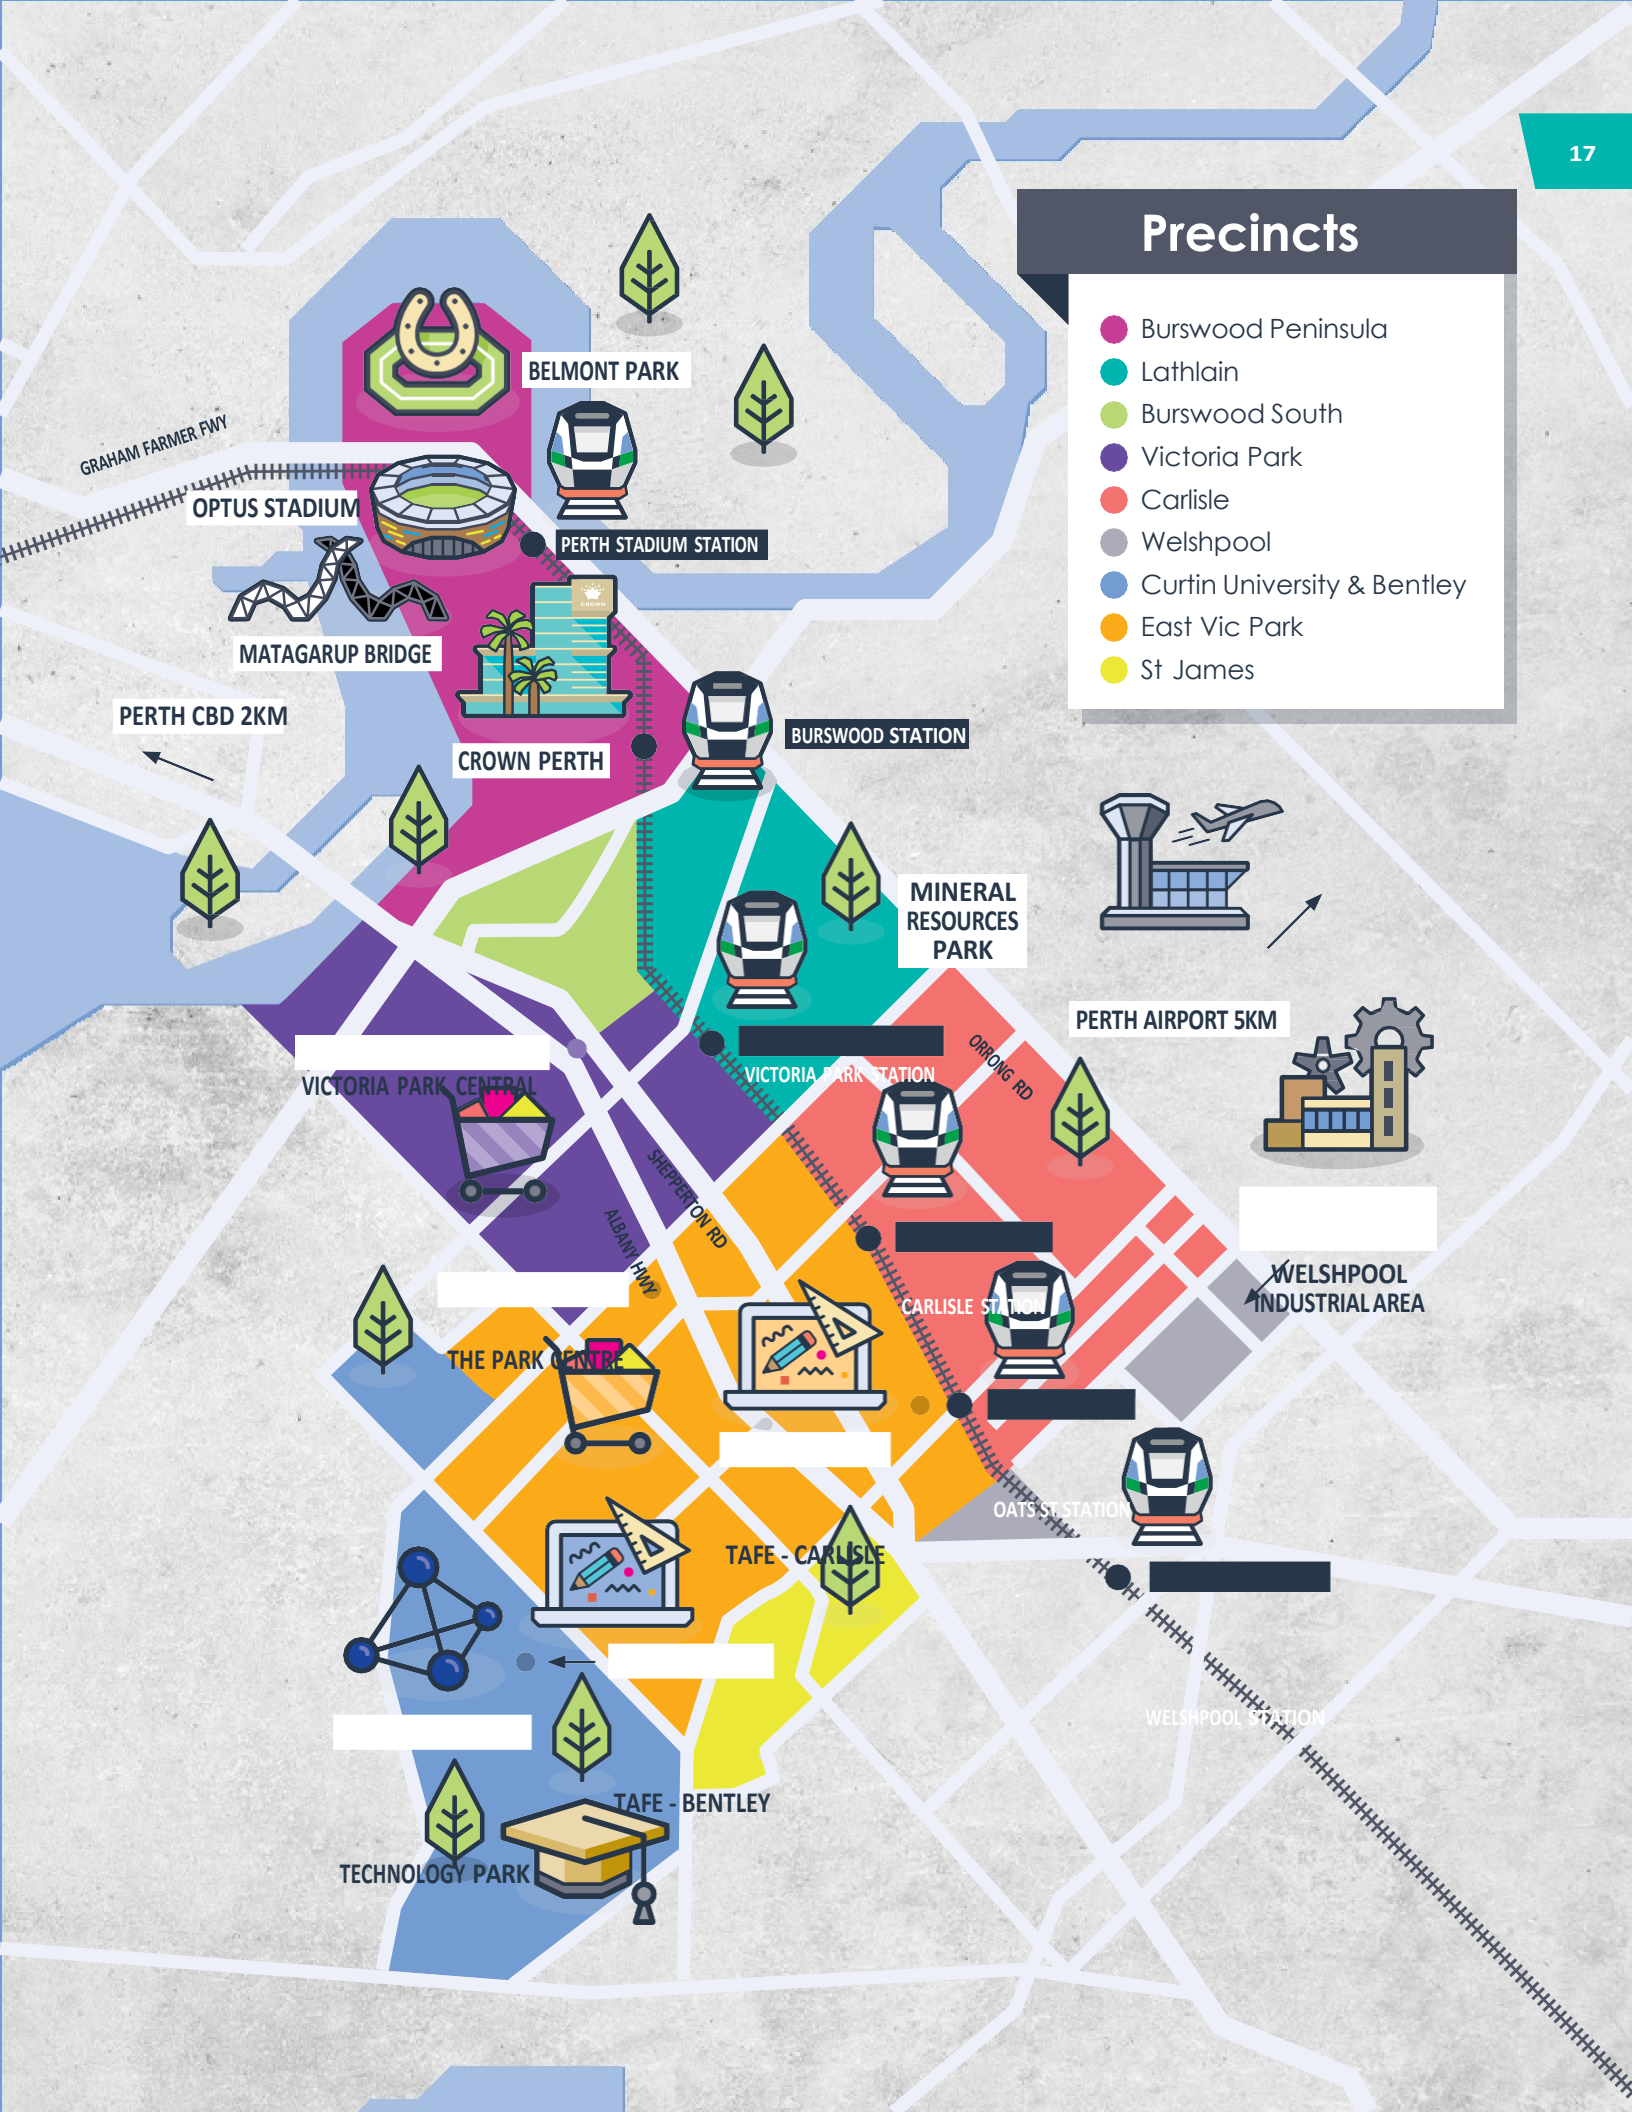 17
Precincts
Burswood Peninsula
Lathlain
Burswood South
Victoria Park
Carlisle
Welshpool
Curtin University & Bentley
East Vic Park
St James
BELMONT PARK
GRAHAM FARMER FWY
OPTUS STADIUM
PERTH STADIUM STATION
CROWN
MATAGARUP BRIDGE
PERTH CBD 2KM
BURSWOOD STATION
CROWN PERTH
MINERAL
RESOURCES
PARK
PERTH AIRPORT 5KM
ORRONG RD
VICTORIA PARK STATION
VICTORIA PARK CENTRAL
SHEPPERTON RD
ALBANY HWY
WELSHPOOL
INDUSTRIAL AREA
CARLISLE STATION
THE PARK CENTRE
OATS ST STATION
TAFE - CARLISLE
WELSHPOOL STATION
TAFE - BENTLEY
TECHNOLOGY PARK